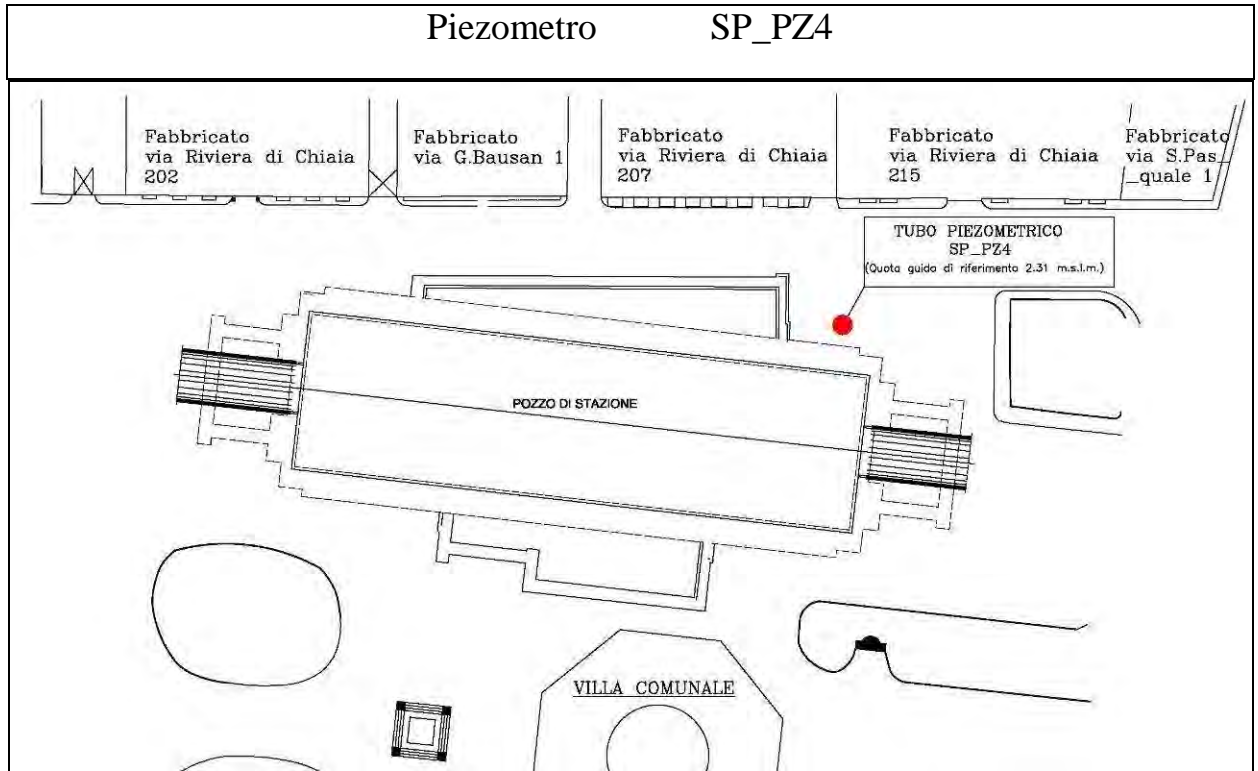 Piezometro SP_PZ4
Fabbricato
via Riviera di Chiaia
202
Fabbricato
via G.Bausan 1
Fabbricato
via Riviera di Chiaia
207
Fabbricato
via Riviera di Chiaia
215
Fabbricato
via S.Pas_
_quale 1
TUBO PIEZOMETRICO
SP_PZ4
(Quota guida di riferimento 2.31 m.s.l.m.)
POZZO DI STAZIONE
VILLA COMUNALE